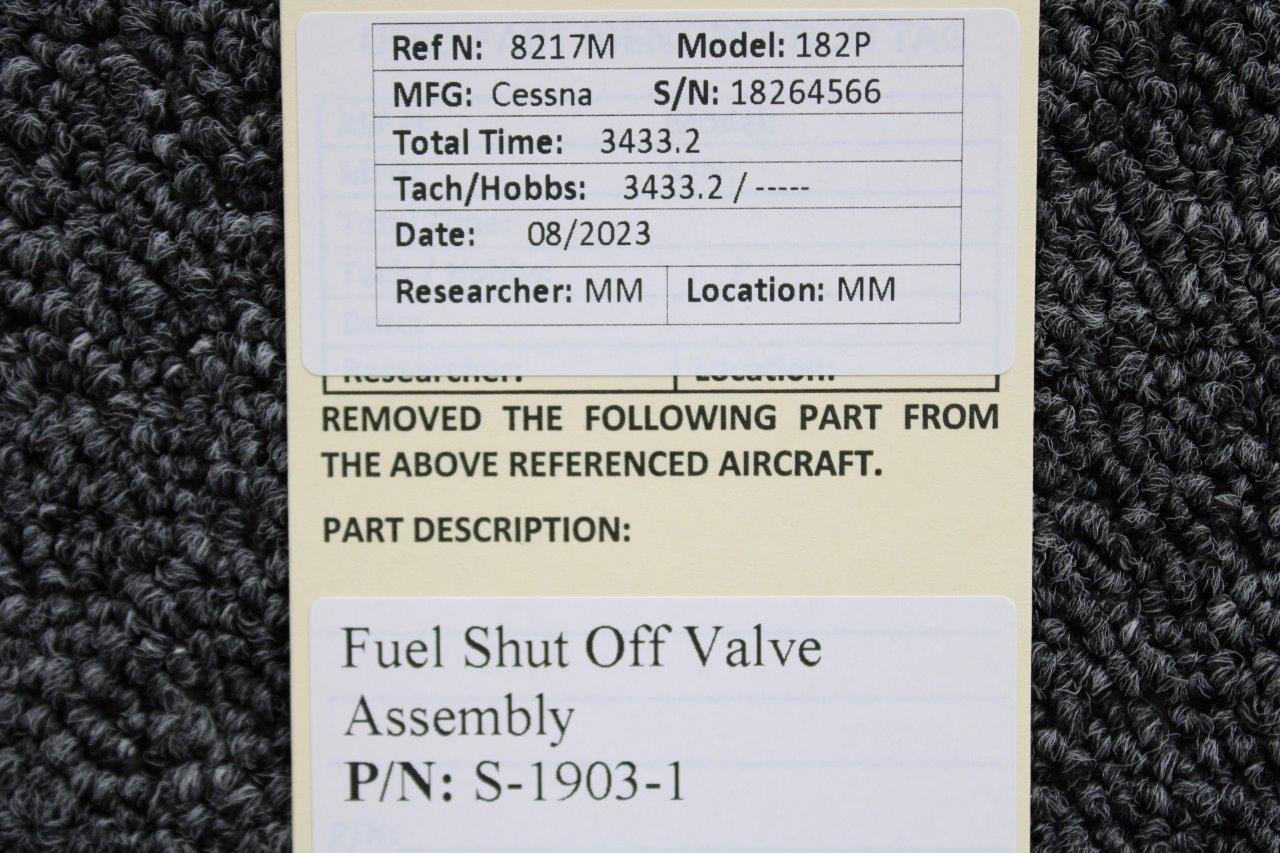 Ref N: 8217M Model: 182P
MFG: Cessna S/N: 18264566
Total Time: 3433.2
Tach/Hobbs: 3433.2 / -----
Date: 08/2023
Researcher: MM Location: MM
Researcher: Location:
REMOVED THE FOLLOWING PART FROM
THE ABOVE REFERENCED AIRCRAFT.
PART DESCRIPTION:
Fuel Shut Off Valve
Assembly
P/N: S-1903-1
P/N: